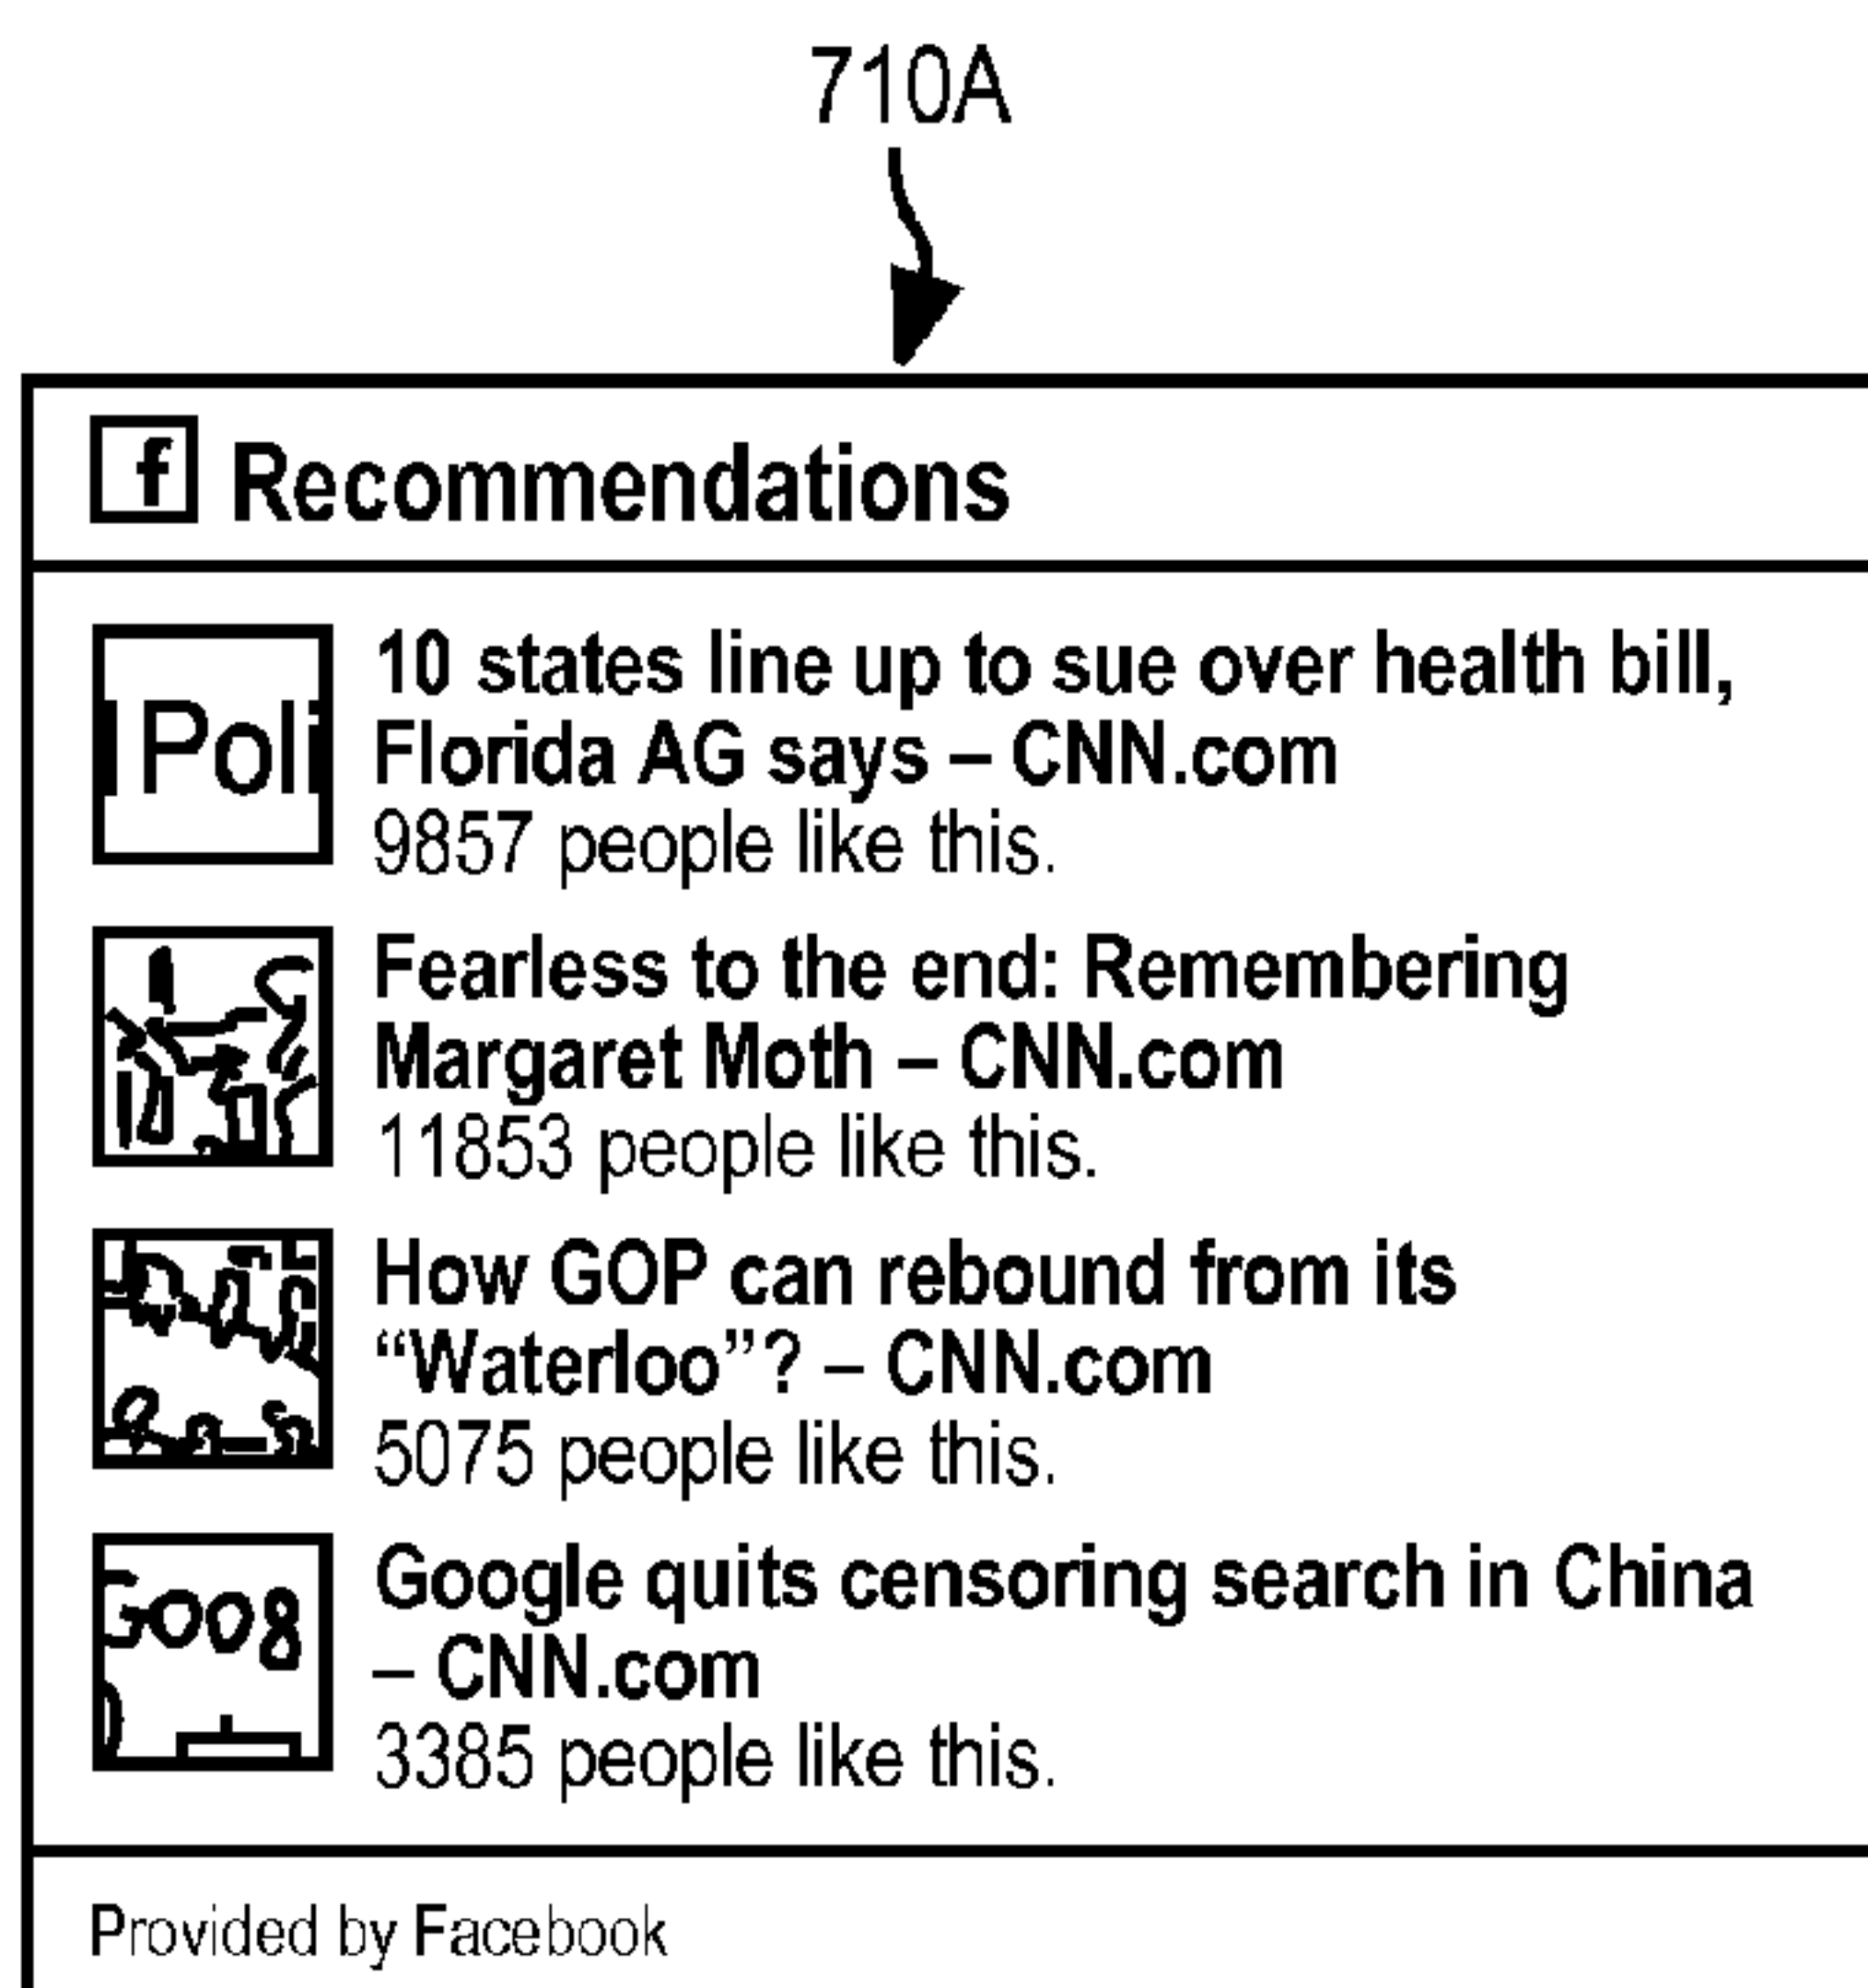 710A
f Recommendations
Poli
10 states line up to sue over health bill,
Florida AG says – CNN.com
9857 people like this.
Fearless to the end: Remembering
Margaret Moth – CNN.com
11853 people like this.
How GOP can rebound from its
“Waterloo”? – CNN.com
5075 people like this.
Goog
Google quits censoring search in China
– CNN.com
3385 people like this.
Provided by Facebook